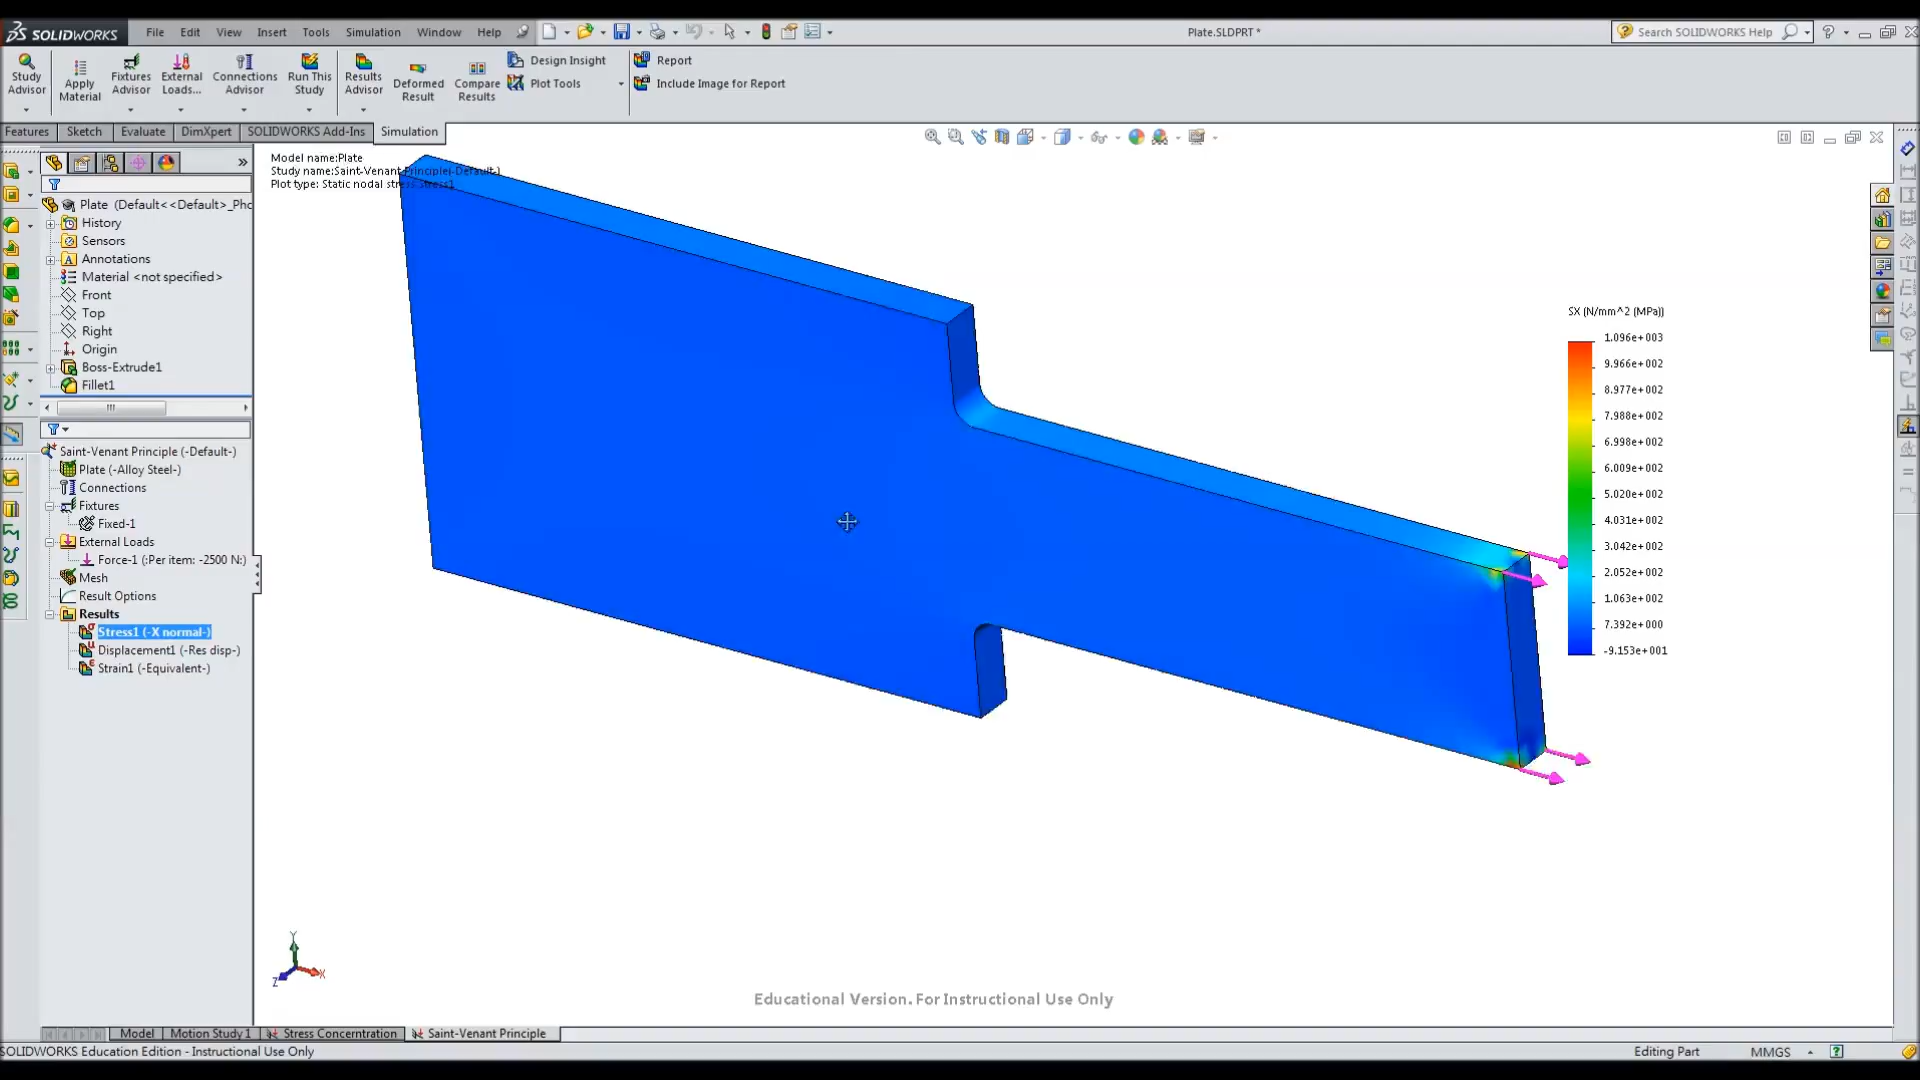 SOLIDWORKS File Edit View Insert Tools Simulation Window Help Plate.SLDPRT * Search SOLIDWORKS Help
Study Advisor
Apply Material
Fixtures Advisor
External Loads...
Connections Advisor
Run This Study
Results Advisor
Deformed Result
Compare Results
Design Insight
Plot Tools
Report
Include Image for Report
Features Sketch Evaluate DimXpert SOLIDWORKS Add-Ins Simulation
Model name:Plate
Study name:Saint-Venant Principle(-Default-)
Plot type: Static nodal stress Stress1
Plate (Default<<Default>_Pho
History
Sensors
Annotations
Material <not specified>
Front
Top
Right
Origin
Boss-Extrude1
Fillet1
Saint-Venant Principle (-Default-)
Plate (-Alloy Steel-)
Connections
Fixtures
Fixed-1
External Loads
Force-1 (:Per item: -2500 N:)
Mesh
Result Options
Results
Stress1 (-X normal-)
Displacement1 (-Res disp-)
Strain1 (-Equivalent-)
SX (N/mm^2 (MPa))
1.096e+003
9.966e+002
8.977e+002
7.988e+002
6.998e+002
6.009e+002
5.020e+002
4.031e+002
3.042e+002
2.052e+002
1.063e+002
7.392e+000
-9.153e+001
Y
Z X
Educational Version. For Instructional Use Only
Model Motion Study 1 Stress Concerntration Saint-Venant Principle
SOLIDWORKS Education Edition - Instructional Use Only Editing Part MMGS